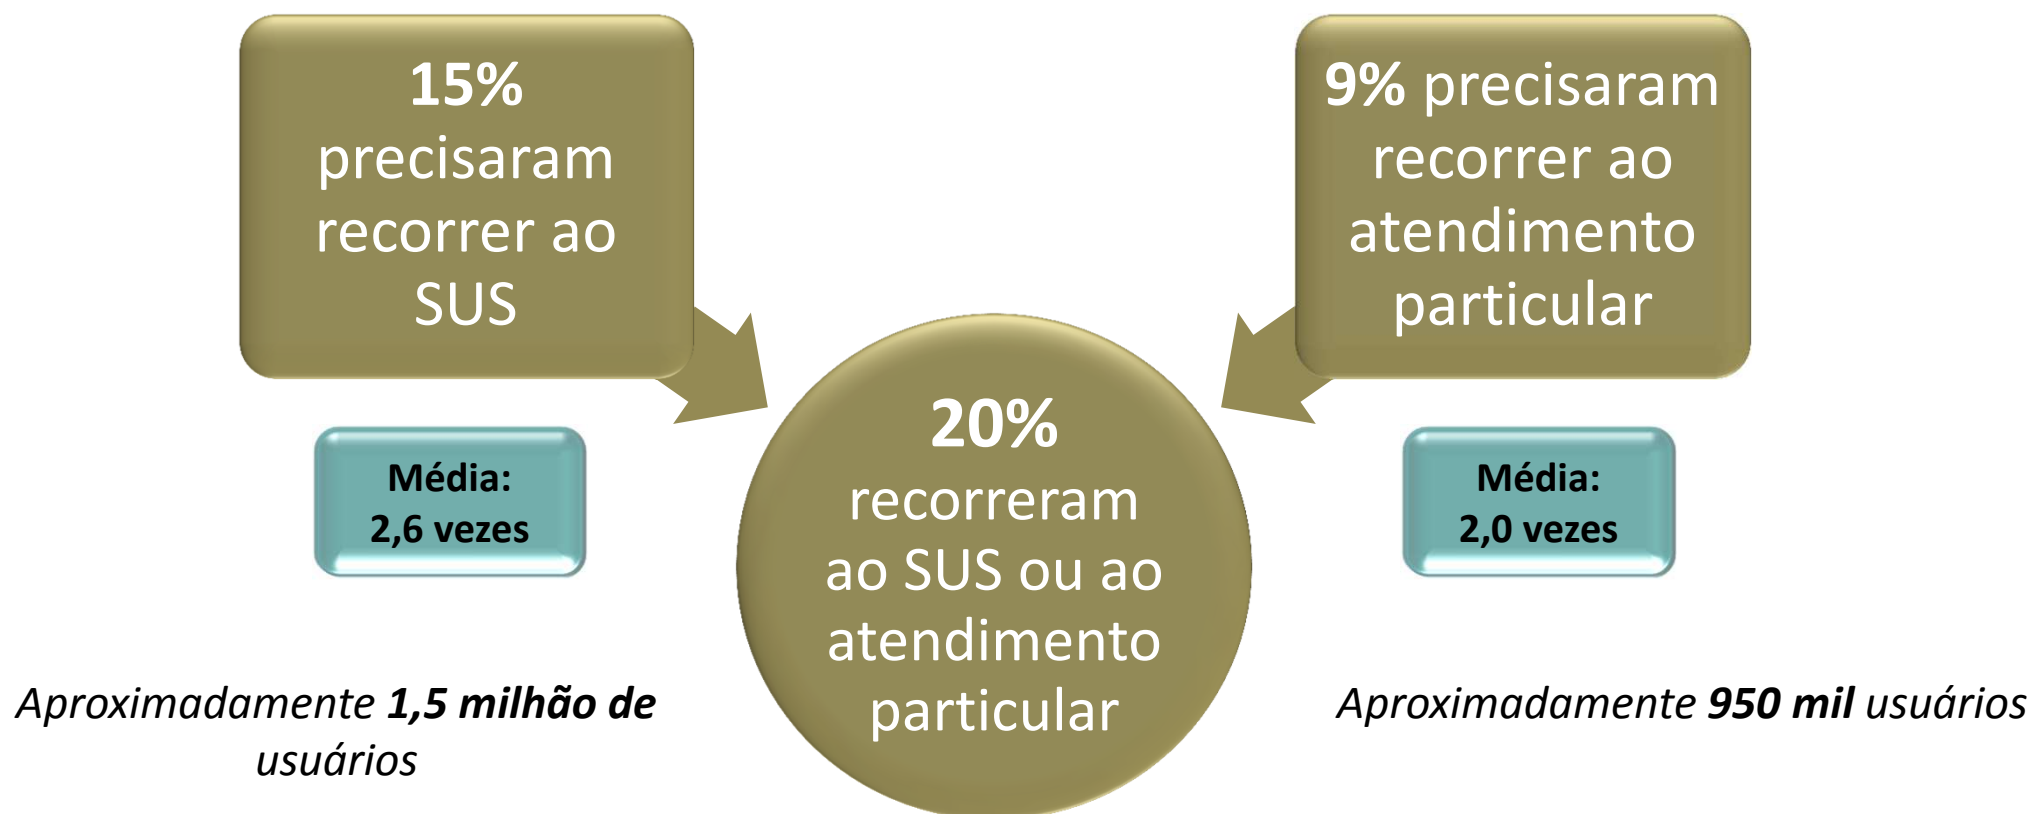 15%
precisaram
recorrer ao
SUS
9% precisaram
recorrer ao
atendimento
particular
20%
recorreram
ao SUS ou ao
atendimento
particular
Média:
2,6 vezes
Média:
2,0 vezes
Aproximadamente 1,5 milhão de
usuários
Aproximadamente 950 mil usuários